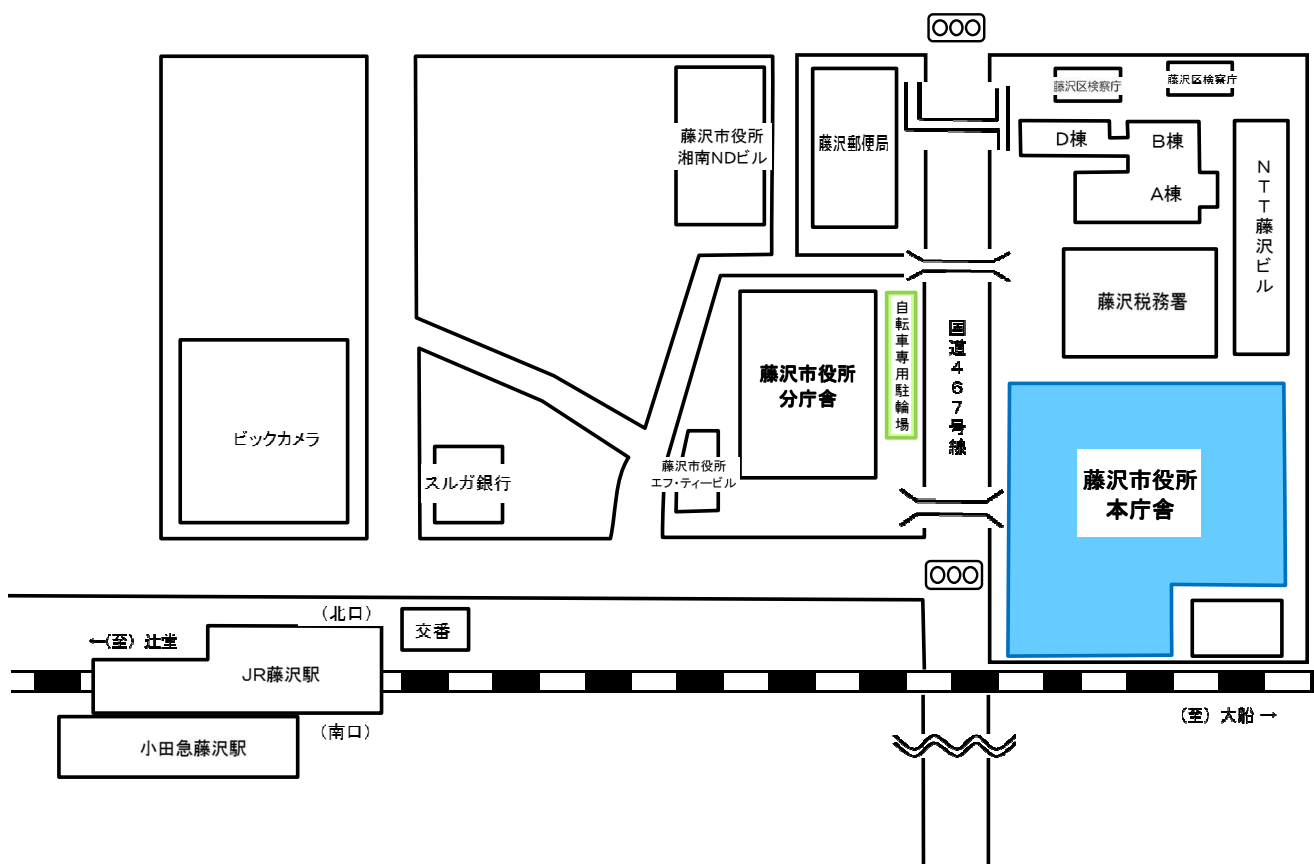 藤沢区検察庁
藤沢区検察庁
藤沢市役所
湘南NDビル
藤沢郵便局
D棟
B棟
A棟
NTT藤沢ビル
藤沢税務署
自転車専用駐輪場
国道467号線
藤沢市役所
分庁舎
ビックカメラ
スルガ銀行
藤沢市役所
エフ・ティービル
藤沢市役所
本庁舎
(北口)
交番
←(至) 辻堂
JR藤沢駅
(南口)
小田急藤沢駅
(至) 大船→